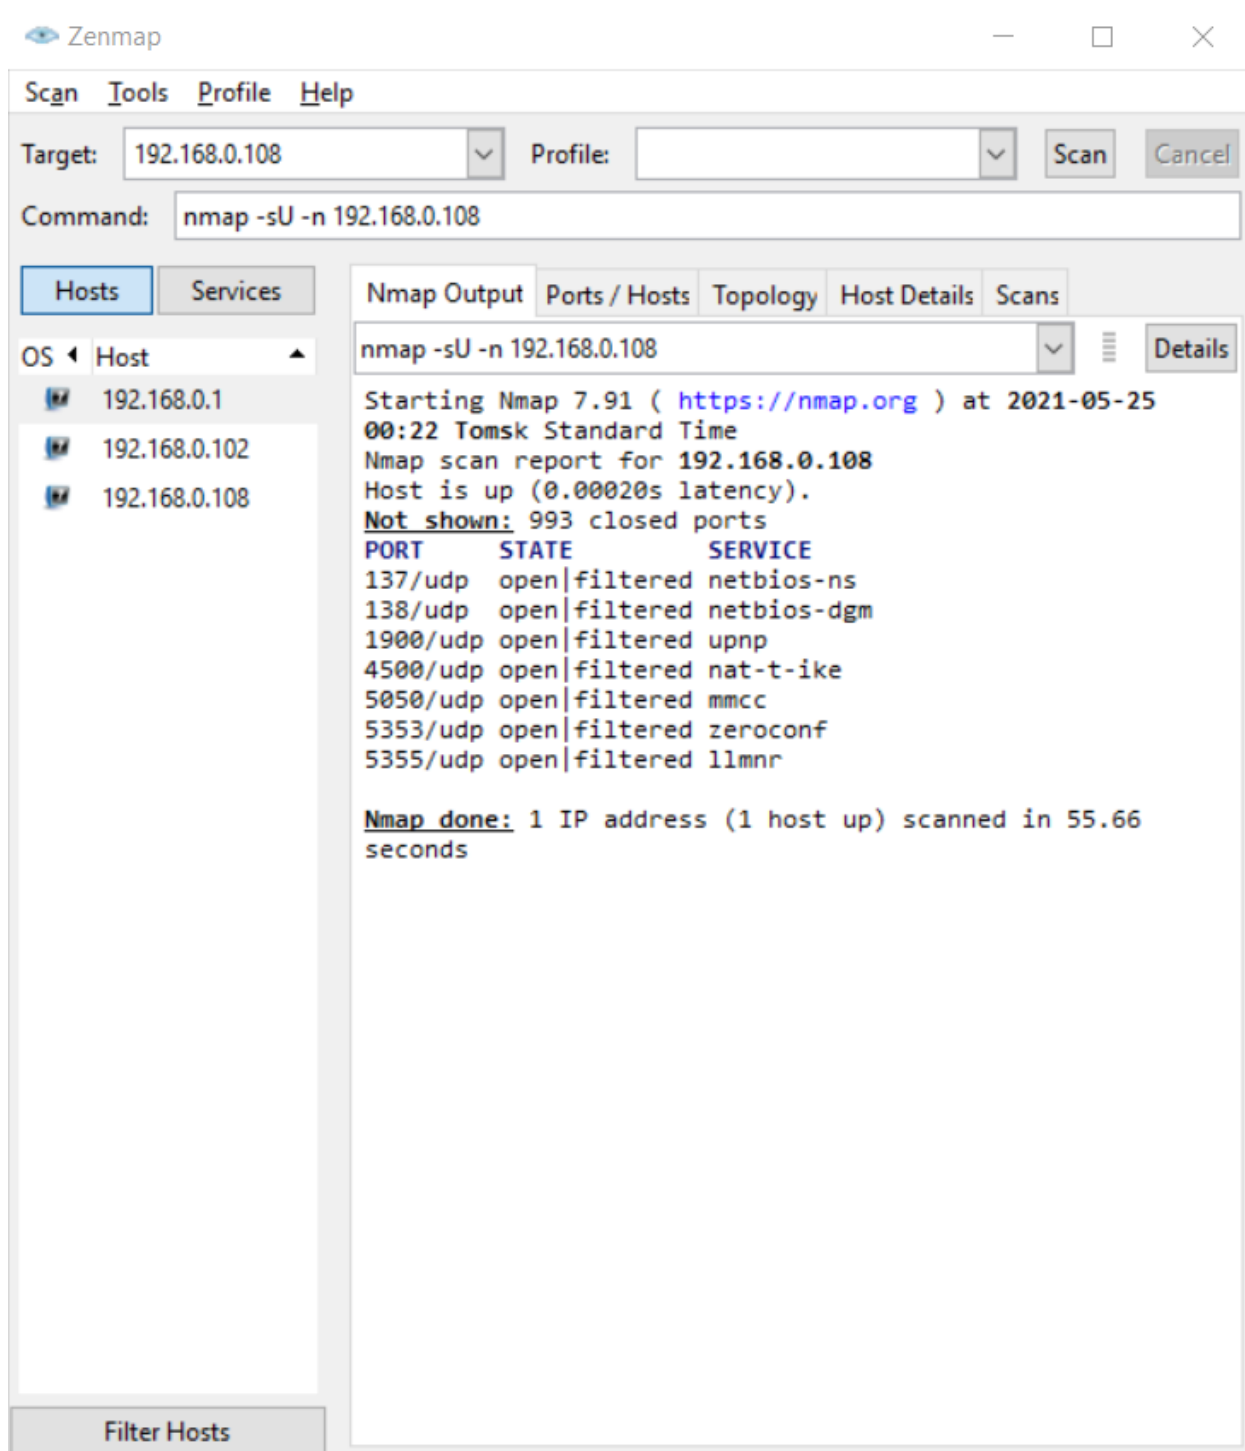 Zenmap
Scan Tools Profile Help
Target: 192.168.0.108 Profile: Scan Cancel
Command: nmap -sU -n 192.168.0.108
Hosts Services
Nmap Output Ports / Hosts Topology Host Details Scans
OS Host
nmap -sU -n 192.168.0.108 Details
192.168.0.1
192.168.0.102
192.168.0.108
Starting Nmap 7.91 ( https://nmap.org ) at 2021-05-25
00:22 Tomsk Standard Time
Nmap scan report for 192.168.0.108
Host is up (0.00020s latency).
Not shown: 993 closed ports
PORT STATE SERVICE
137/udp open|filtered netbios-ns
138/udp open|filtered netbios-dgm
1900/udp open|filtered upnp
4500/udp open|filtered nat-t-ike
5050/udp open|filtered mmcc
5353/udp open|filtered zeroconf
5355/udp open|filtered llmnr
Nmap done: 1 IP address (1 host up) scanned in 55.66
seconds
Filter Hosts